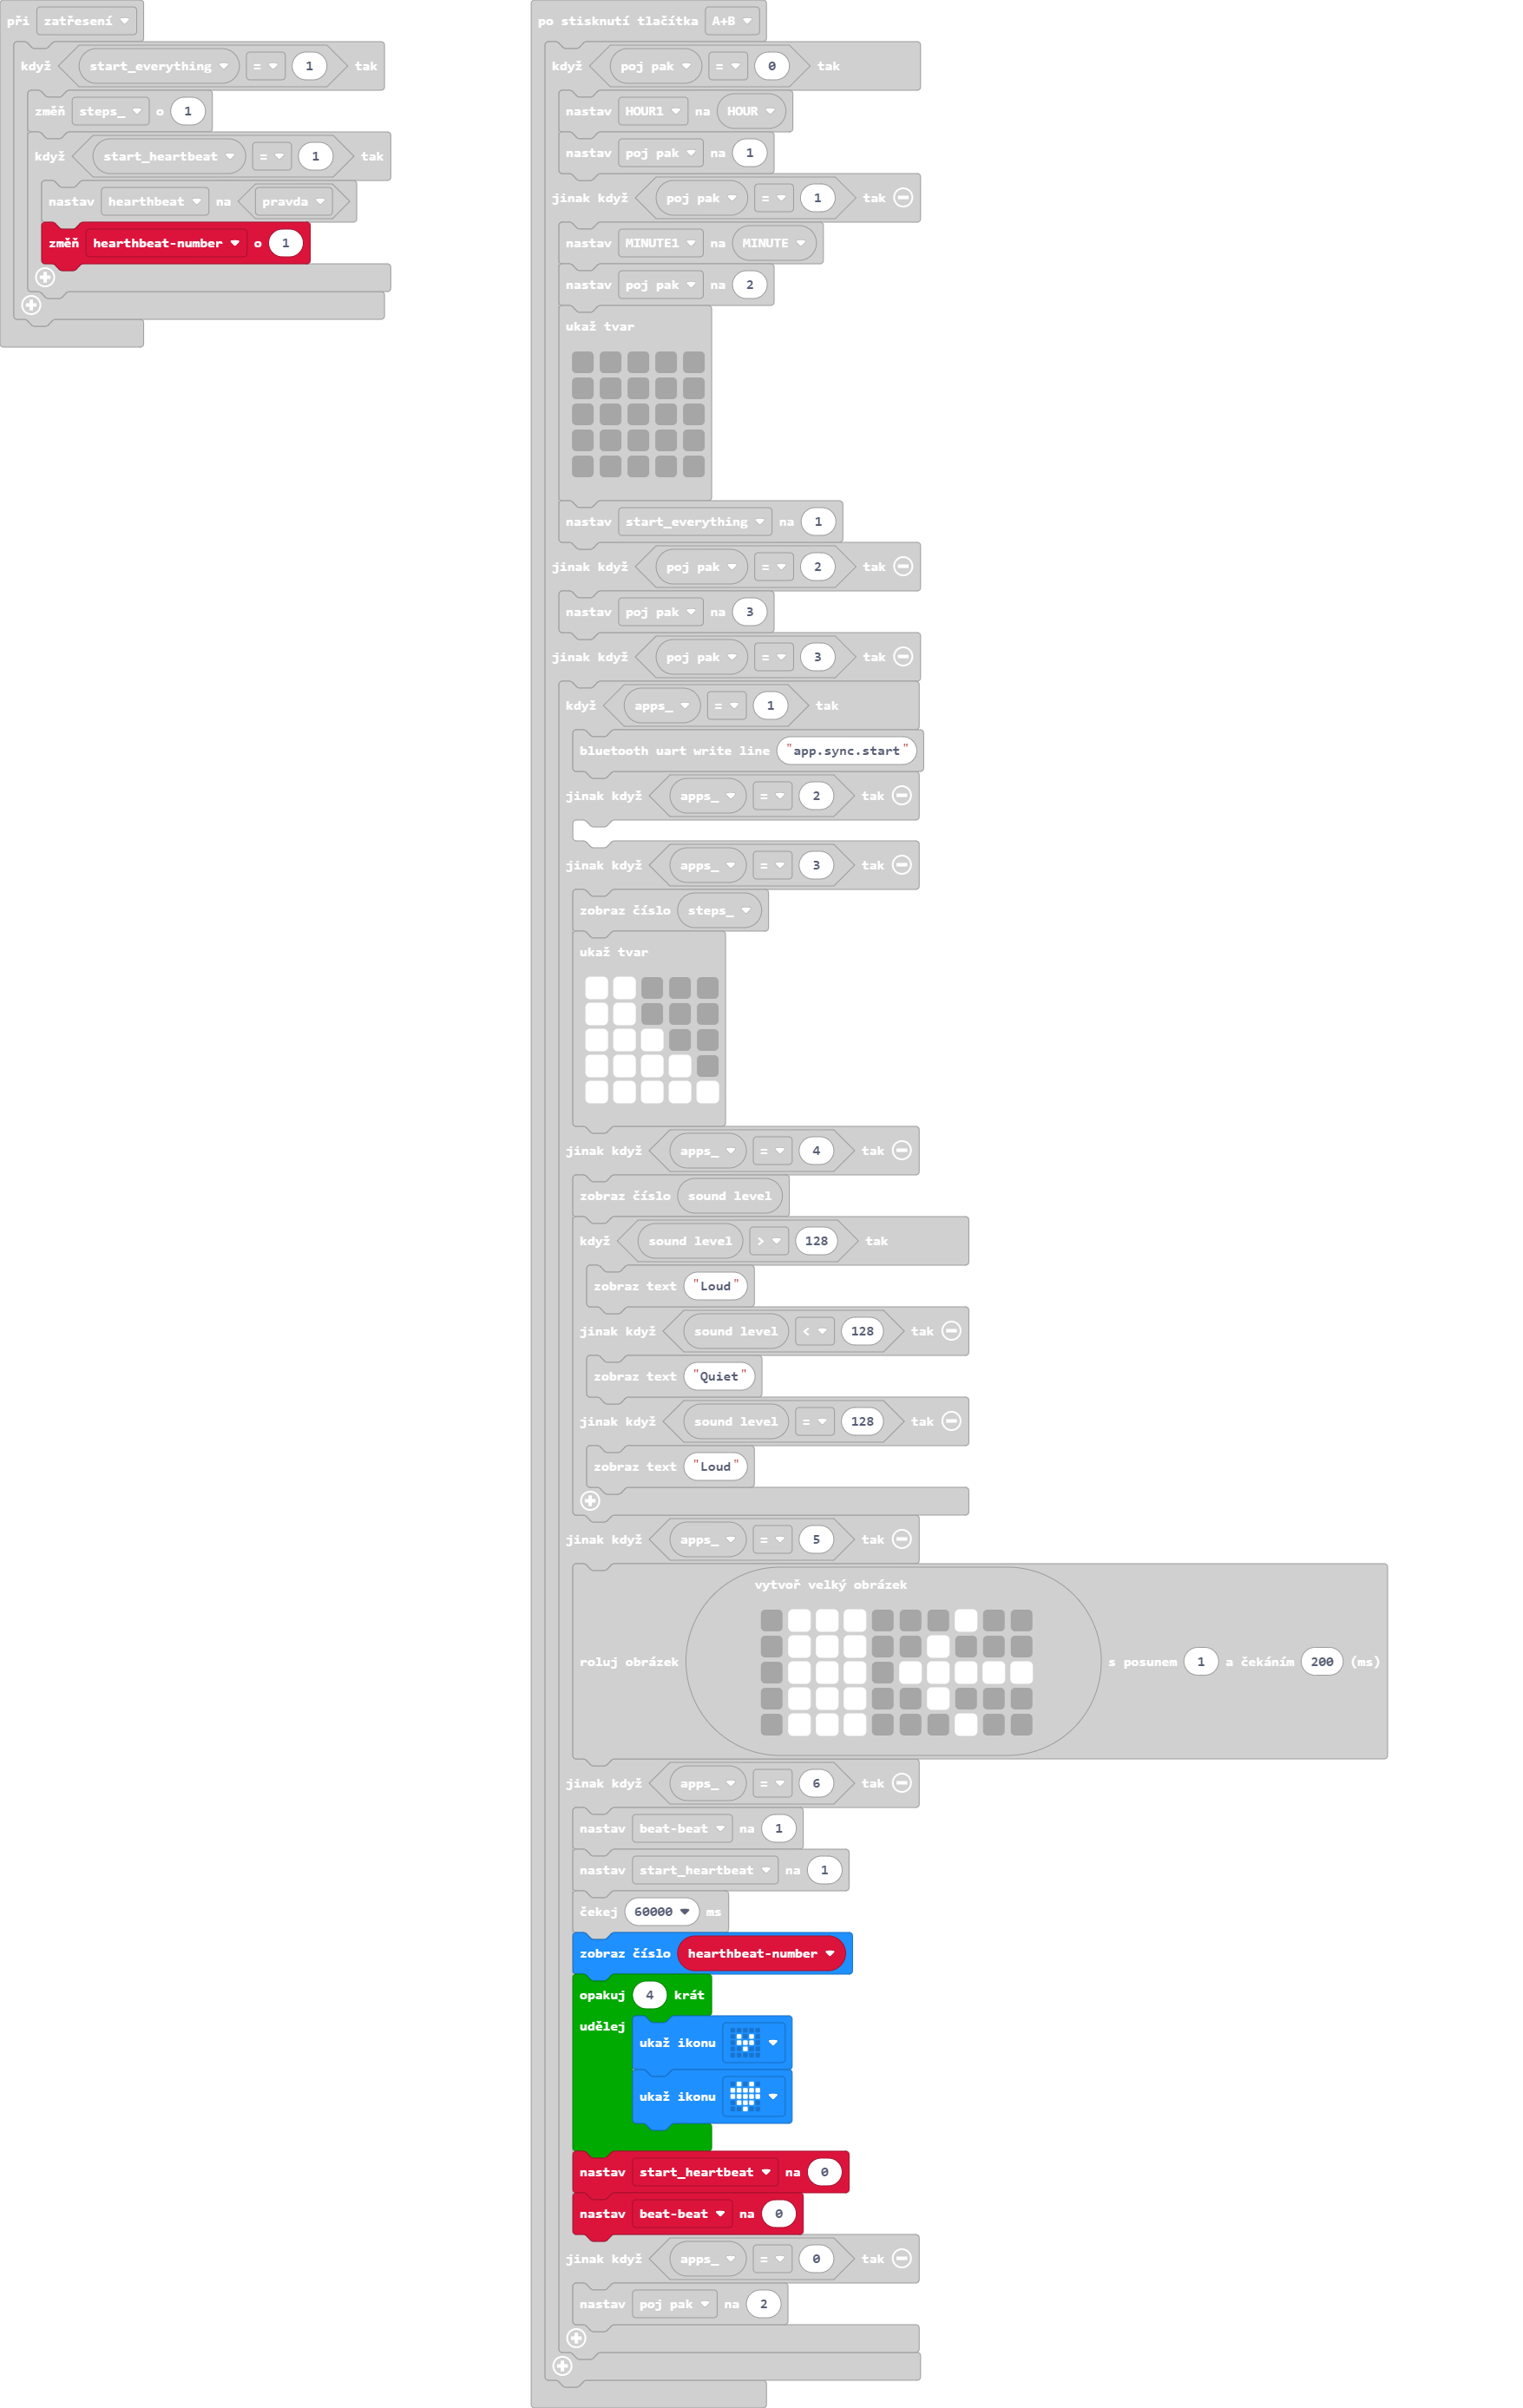 při zatřesení
když start_everything = 1 tak
změň steps_ o 1
když start_heartbeat = 1 tak
nastav hearthbeat na pravda
změň hearthbeat-number o 1
po stisknutí tlačítka A+B
když poj pak = 0 tak
nastav HOUR1 na HOUR
nastav poj pak na 1
jinak když poj pak = 1 tak
nastav MINUTE1 na MINUTE
nastav poj pak na 2
ukaž tvar
nastav start_everything na 1
jinak když poj pak = 2 tak
nastav poj pak na 3
jinak když poj pak = 3 tak
když apps_ = 1 tak
bluetooth uart write line "app.sync.start"
jinak když apps_ = 2 tak
jinak když apps_ = 3 tak
zobraz číslo steps_
ukaž tvar
jinak když apps_ = 4 tak
zobraz číslo sound level
když sound level > 128 tak
zobraz text "Loud"
jinak když sound level < 128 tak
zobraz text "Quiet"
jinak když sound level = 128 tak
zobraz text "Loud"
jinak když apps_ = 5 tak
vytvoř velký obrázek
roluj obrázek s posunem 1 a čekáním 200 (ms)
jinak když apps_ = 6 tak
nastav beat-beat na 1
nastav start_heartbeat na 1
čekej 60000 ms
zobraz číslo hearthbeat-number
opakuj 4 krát
udělej
ukaž ikonu
ukaž ikonu
nastav start_heartbeat na 0
nastav beat-beat na 0
jinak když apps_ = 0 tak
nastav poj pak na 2